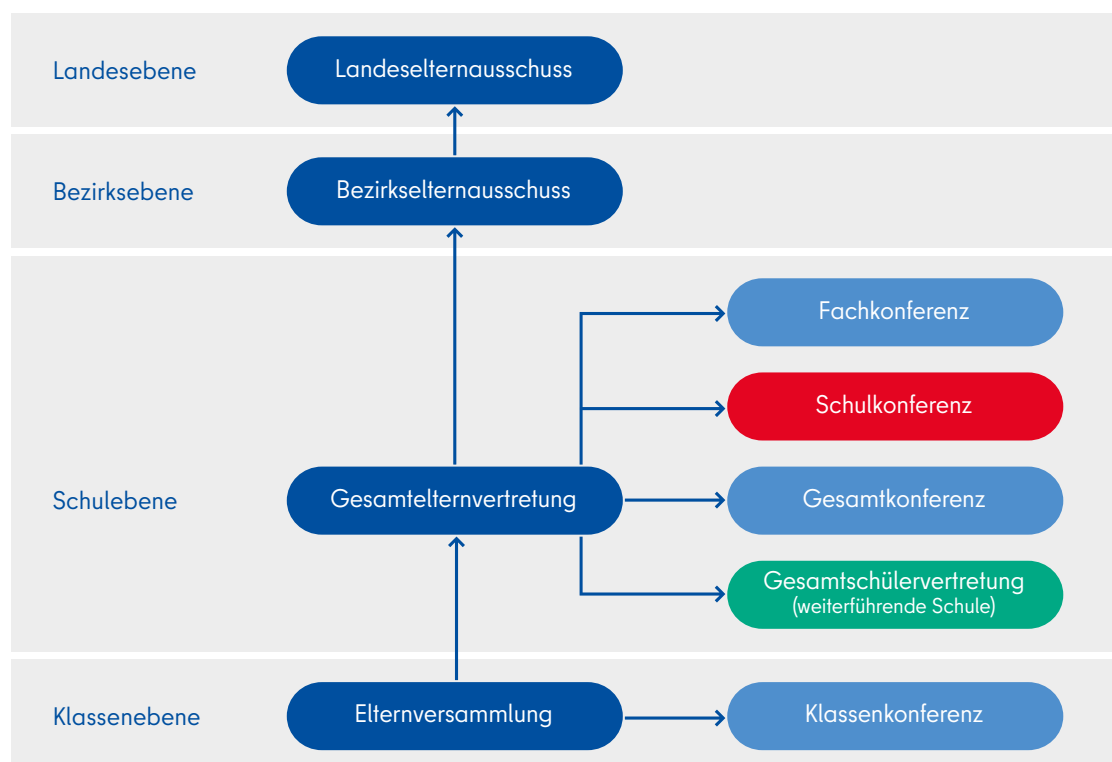 Landesebene
Landeselternausschuss
Bezirksebene
Bezirkselternausschuss
Fachkonferenz
Schulkonferenz
Schulebene
Gesamtelternvertretung
Gesamtkonferenz
Gesamtschülervertretung
(weiterführende Schule)
Klassenebene
Elternversammlung
Klassenkonferenz